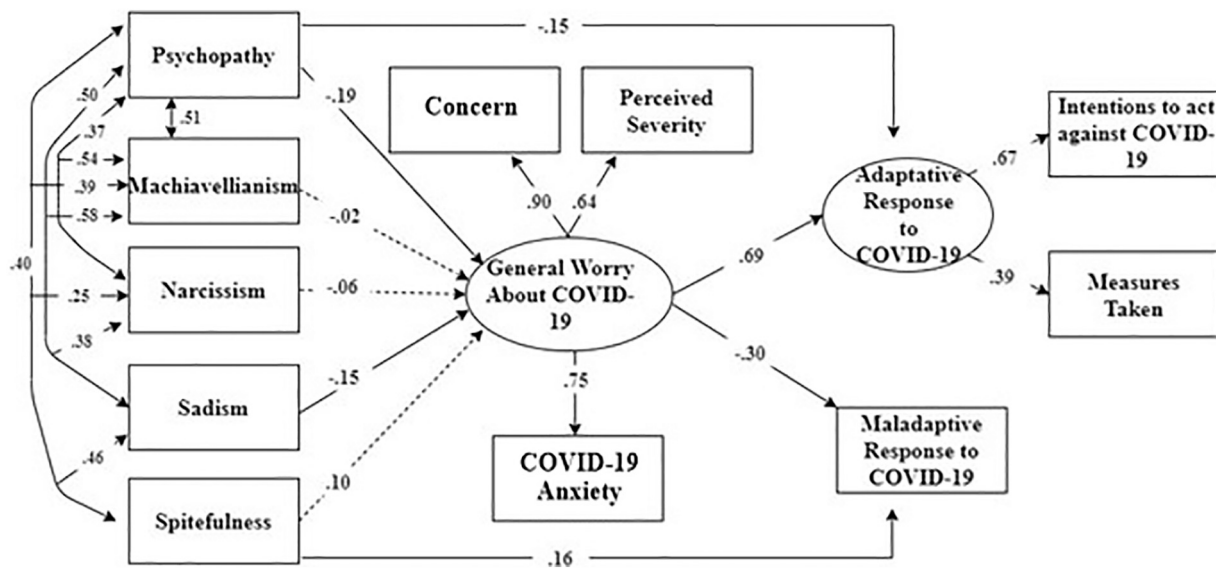 -.15
Psychopathy
.50
.37
-.19
.51
Concern
Perceived
Severity
Intentions to act
against COVID-
19
.54
.39
.58
Machiavellianism
-.02
.90
.64
Adaptative
Response
to
COVID-19
.67
.40
.25
.38
Narcissism
-.06
General Worry
About COVID-
19
.69
.39
Measures
Taken
Sadism
-.15
.75
-.30
.46
Maladaptive
Response to
COVID-19
COVID-19
Anxiety
Spitefulness
.10
.16